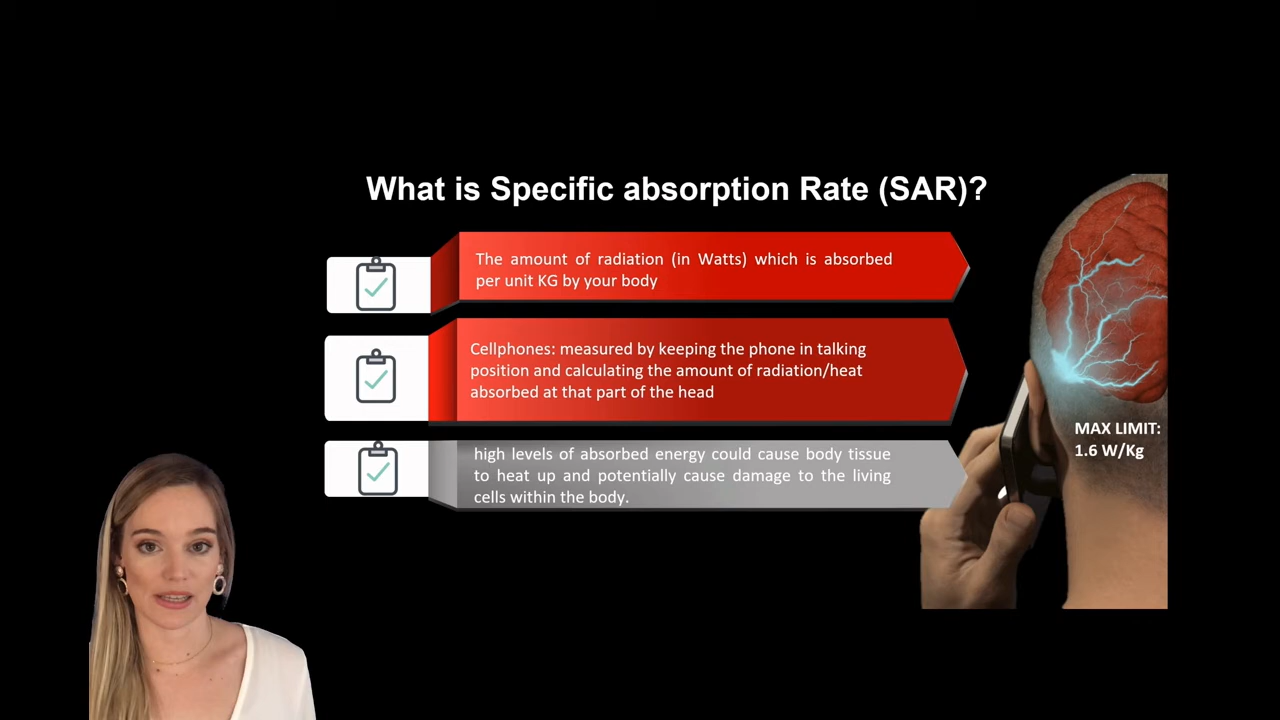 What is Specific absorption Rate (SAR)?
The amount of radiation (in Watts) which is absorbed
per unit KG by your body
Cellphones: measured by keeping the phone in talking
position and calculating the amount of radiation/heat
absorbed at that part of the head
high levels of absorbed energy could cause body tissue
to heat up and potentially cause damage to the living
cells within the body.
MAX LIMIT:
1.6 W/Kg